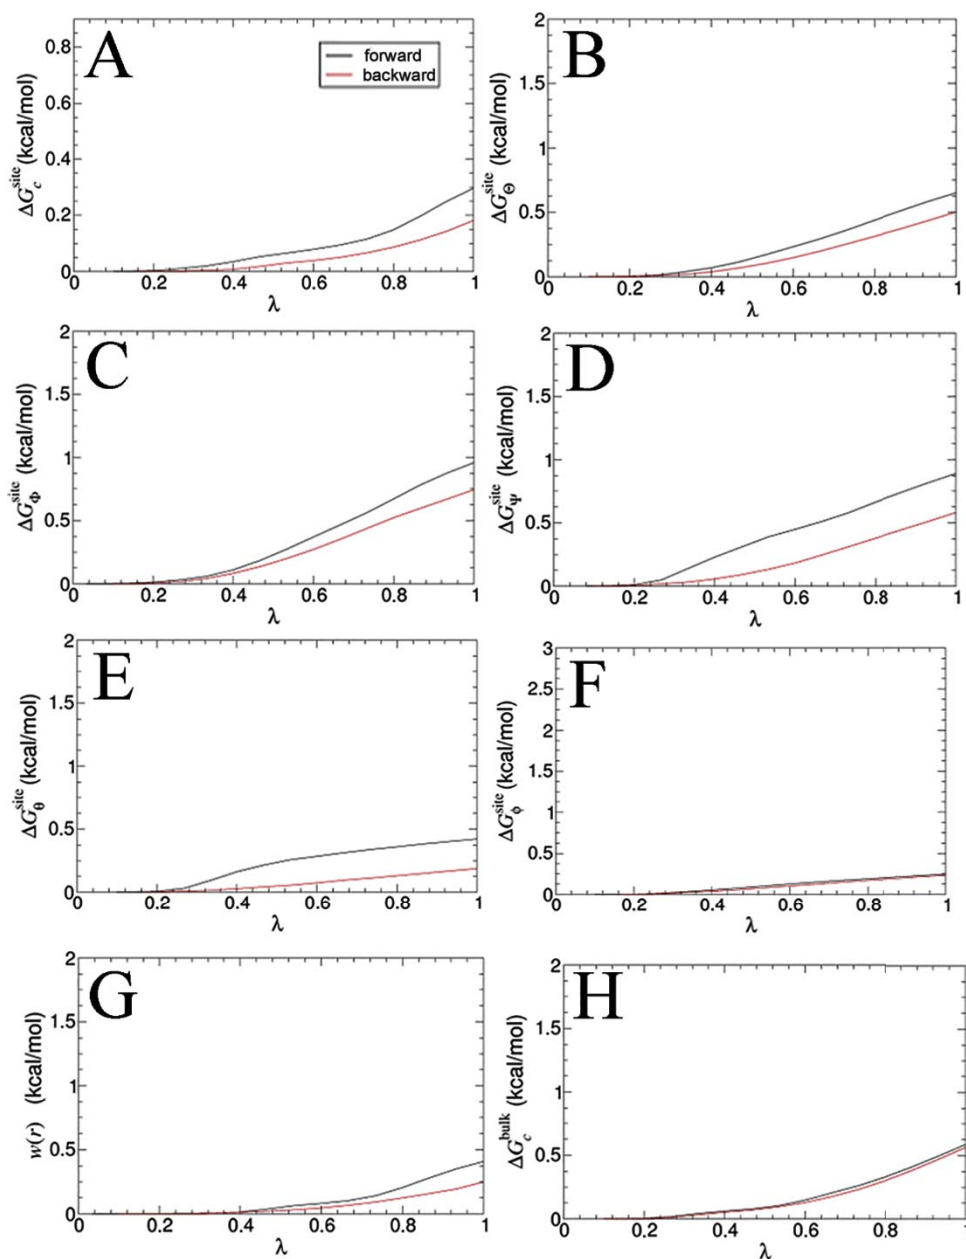 A
forward
backward
0.8
0.6
0.4
0.2
0
ΔG_c^site (kcal/mol)
0 0.2 0.4 0.6 0.8 1
λ
B
2
1.5
1
0.5
0
ΔG_Θ^site (kcal/mol)
0 0.2 0.4 0.6 0.8 1
λ
C
2
1.5
1
0.5
0
ΔG_Φ^site (kcal/mol)
0 0.2 0.4 0.6 0.8 1
λ
D
2
1.5
1
0.5
0
ΔG_Ψ^site (kcal/mol)
0 0.2 0.4 0.6 0.8 1
λ
E
2
1.5
1
0.5
0
ΔG_θ^site (kcal/mol)
0 0.2 0.4 0.6 0.8 1
λ
F
3
2.5
2
1.5
1
0.5
0
ΔG_ϕ^site (kcal/mol)
0 0.2 0.4 0.6 0.8 1
λ
G
2
1.5
1
0.5
0
w(r) (kcal/mol)
0 0.2 0.4 0.6 0.8 1
λ
H
2
1.5
1
0.5
0
ΔG_c^bulk (kcal/mol)
0 0.2 0.4 0.6 0.8 1
λ